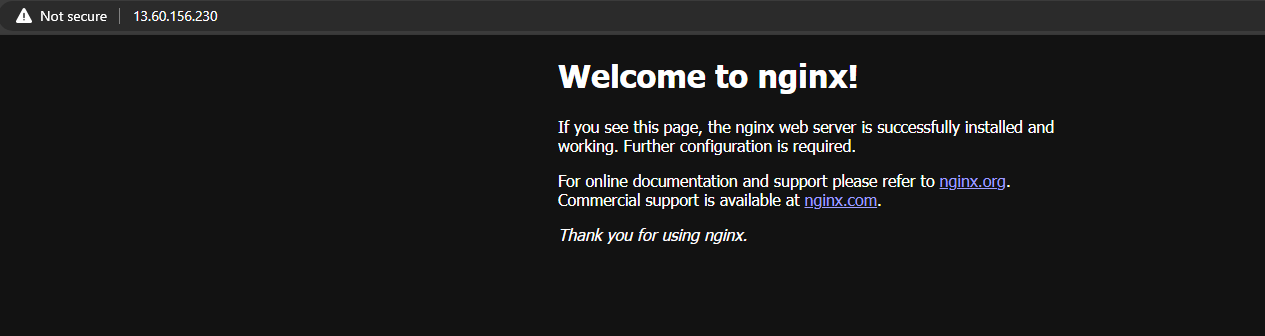 Not secure 13.60.156.230
Welcome to nginx!
If you see this page, the nginx web server is successfully installed and
working. Further configuration is required.
For online documentation and support please refer to nginx.org.
Commercial support is available at nginx.com.
Thank you for using nginx.